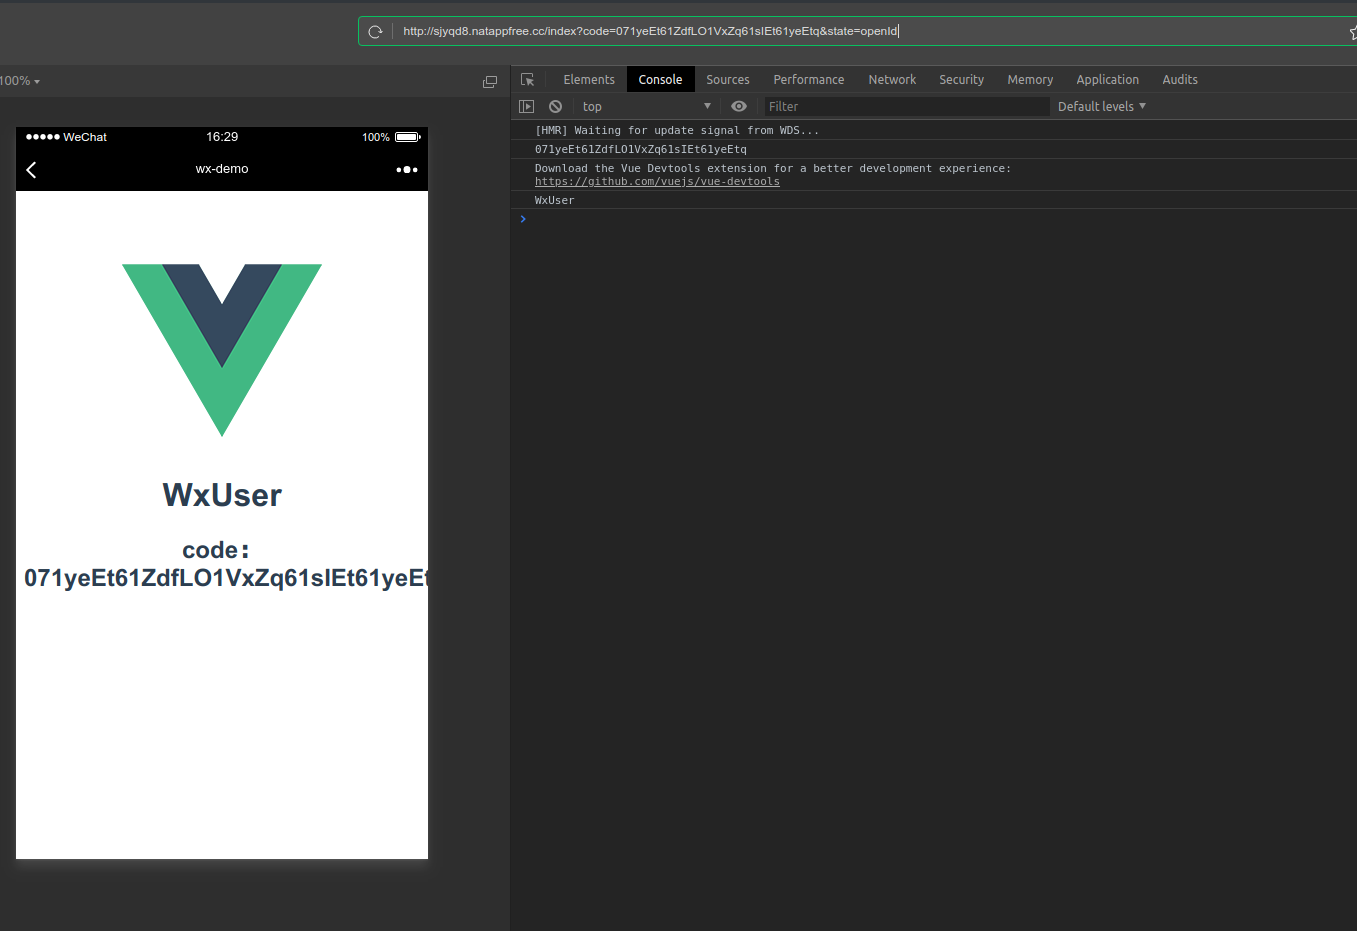 http://sjyqd8.natappfree.cc/index?code=071yeEt61ZdfLO1VxZq61sIEt61yeEtq&state=openId
100%
Elements Console Sources Performance Network Security Memory Application Audits
top Filter Default levels
WeChat 16:29 100%
wx-demo
WxUser
code:
071yeEt61ZdfLO1VxZq61sIEt61yeEt
[HMR] Waiting for update signal from WDS...
071yeEt61ZdfLO1VxZq61sIEt61yeEtq
Download the Vue Devtools extension for a better development experience:
https://github.com/vuejs/vue-devtools
WxUser